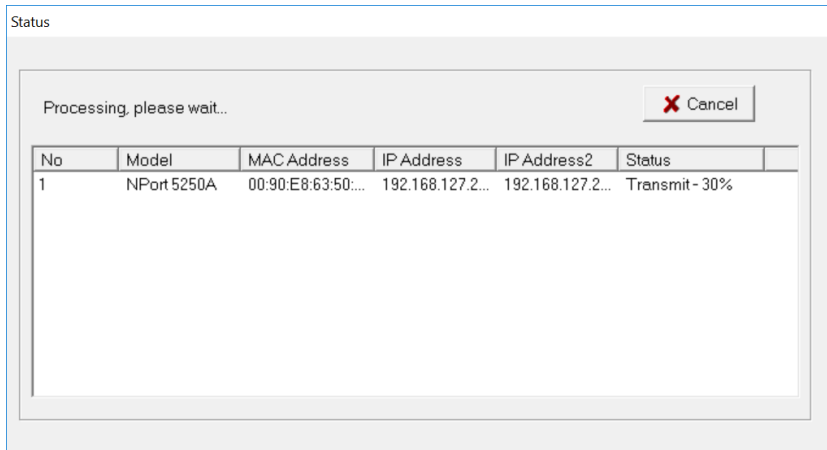 Status
Processing, please wait...
Cancel
No Model MAC Address IP Address IP Address2 Status
1 NPort 5250A 00:90:E8:63:50:... 192.168.127.2... 192.168.127.2... Transmit - 30%